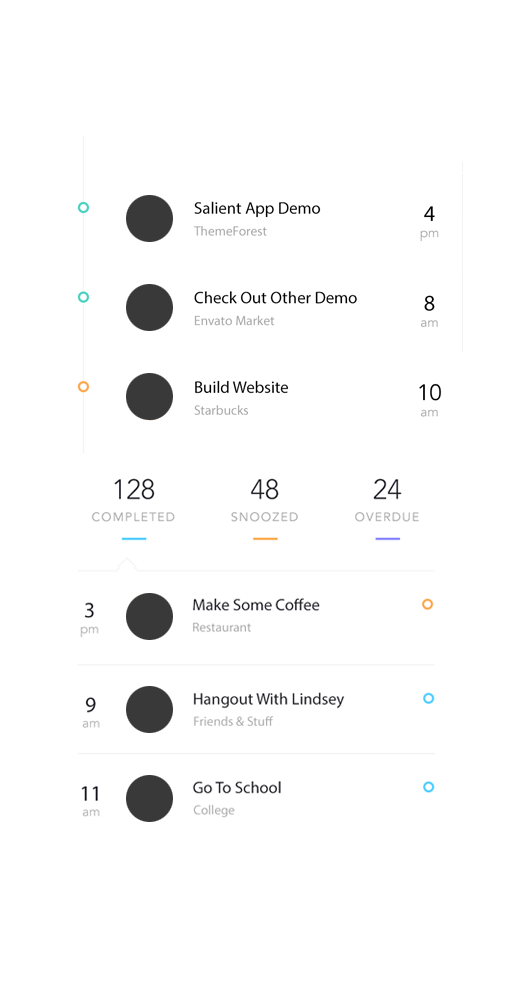 Salient App Demo
ThemeForest
4
pm
Check Out Other Demo
Envato Market
8
am
Build Website
Starbucks
10
am
128 48 24
COMPLETED SNOOZED OVERDUE
3
pm
Make Some Coffee
Restaurant
9
am
Hangout With Lindsey
Friends & Stuff
11
am
Go To School
College